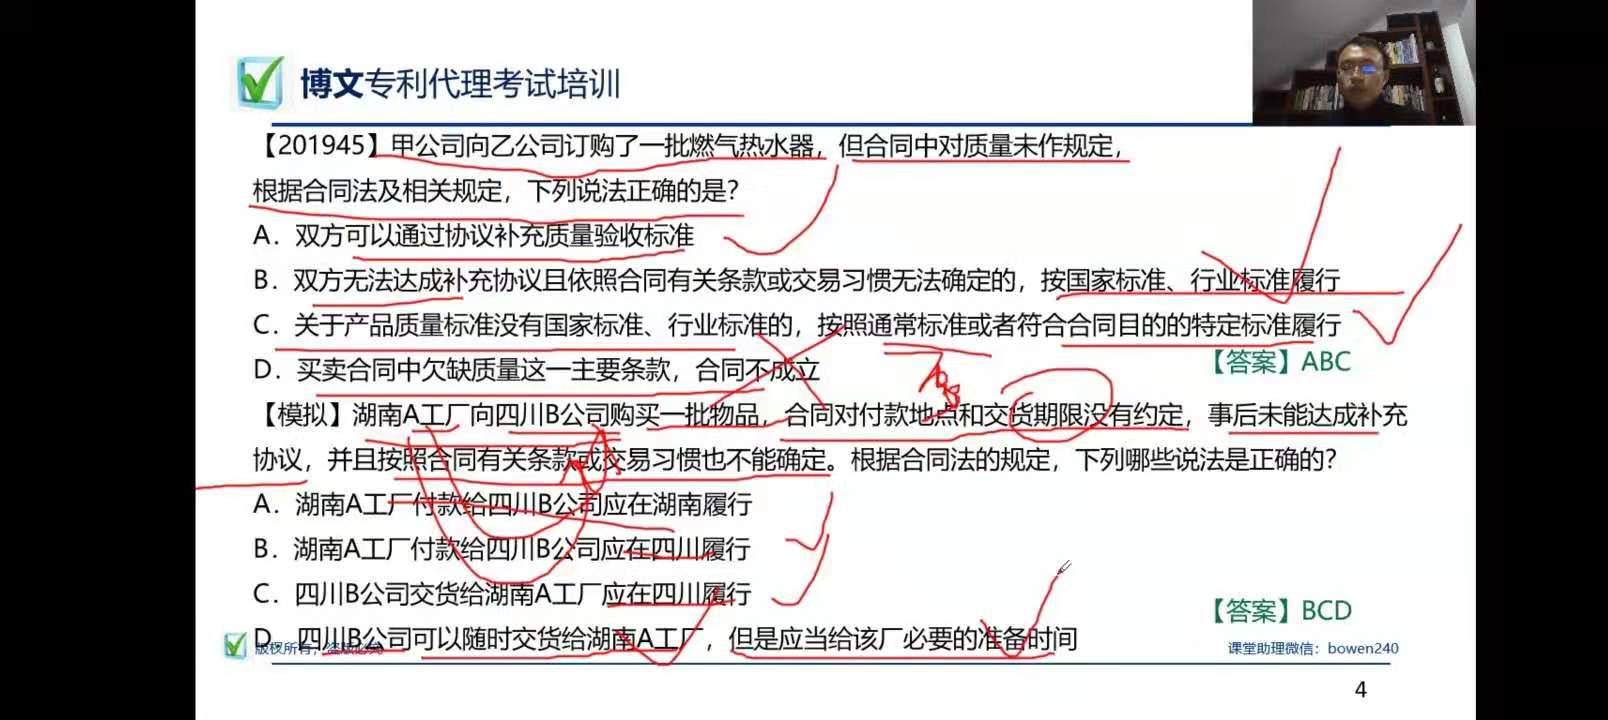 博文专利代理考试培训
【201945】甲公司向乙公司订购了一批燃气热水器，但合同中对质量未作规定，
根据合同法及相关规定，下列说法正确的是？
A．双方可以通过协议补充质量验收标准
B．双方无法达成补充协议且依照合同有关条款或交易习惯无法确定的，按国家标准、行业标准履行
C．关于产品质量标准没有国家标准、行业标准的，按照通常标准或者符合合同目的的特定标准履行
【答案】ABC
D．买卖合同中欠缺质量这一主要条款，合同不成立
【模拟】湖南A工厂向四川B公司购买一批物品，合同对付款地点和交货期限没有约定，事后未能达成补充
协议，并且按照合同有关条款或交易习惯也不能确定。根据合同法的规定，下列哪些说法是正确的？
A．湖南A工厂付款给四川B公司应在湖南履行
B．湖南A工厂付款给四川B公司应在四川履行
C．四川B公司交货给湖南A工厂应在四川履行
【答案】BCD
D．四川B公司可以随时交货给湖南A工厂，但是应当给该厂必要的准备时间
版权所有，盗版必究
课堂助理微信：bowen240
4